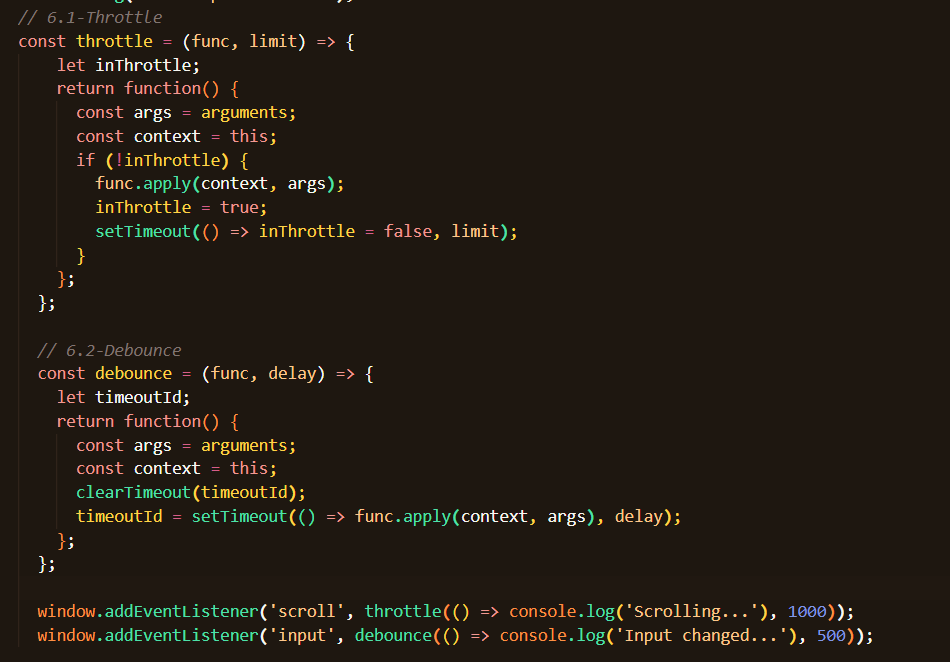 // 6.1-Throttle
const throttle = (func, limit) => {
let inThrottle;
return function() {
const args = arguments;
const context = this;
if (!inThrottle) {
func.apply(context, args);
inThrottle = true;
setTimeout(() => inThrottle = false, limit);
}
};
};
// 6.2-Debounce
const debounce = (func, delay) => {
let timeoutId;
return function() {
const args = arguments;
const context = this;
clearTimeout(timeoutId);
timeoutId = setTimeout(() => func.apply(context, args), delay);
};
};
window.addEventListener('scroll', throttle(() => console.log('Scrolling...'), 1000));
window.addEventListener('input', debounce(() => console.log('Input changed...'), 500));